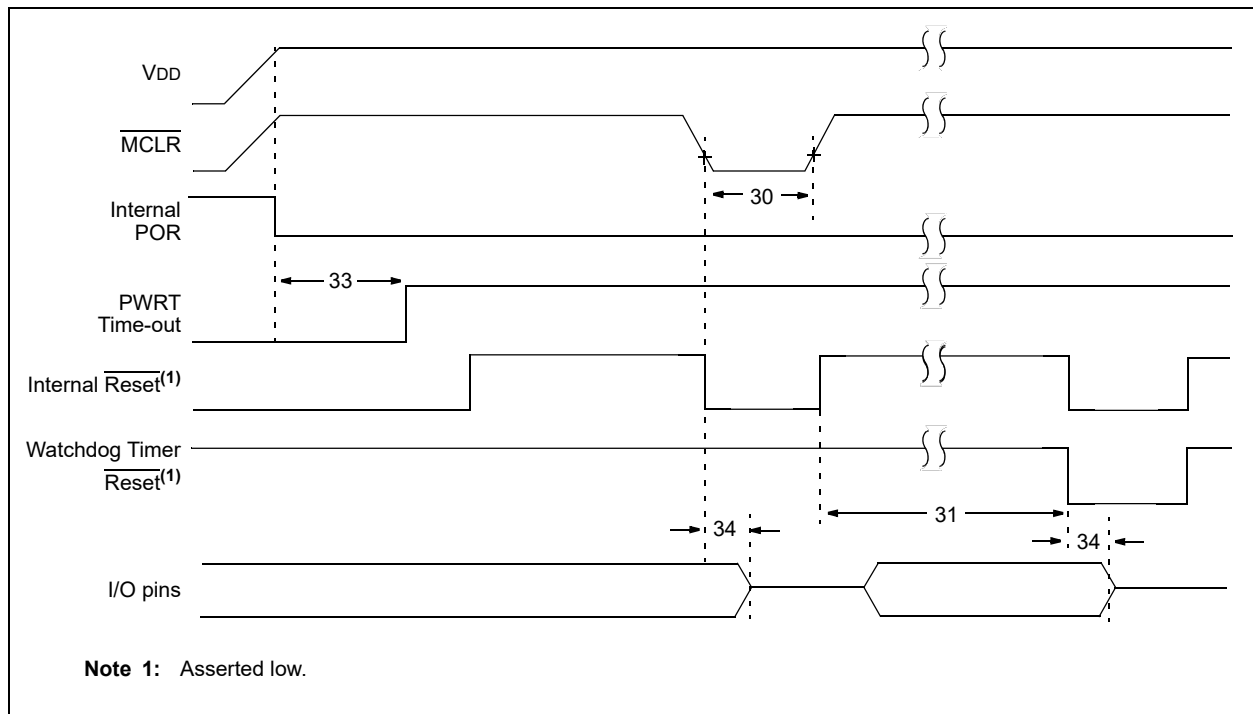 VDD
MCLR
30
Internal
POR
33
PWRT
Time-out
Internal Reset(1)
Watchdog Timer
Reset(1)
31
34
34
I/O pins
Note 1: Asserted low.